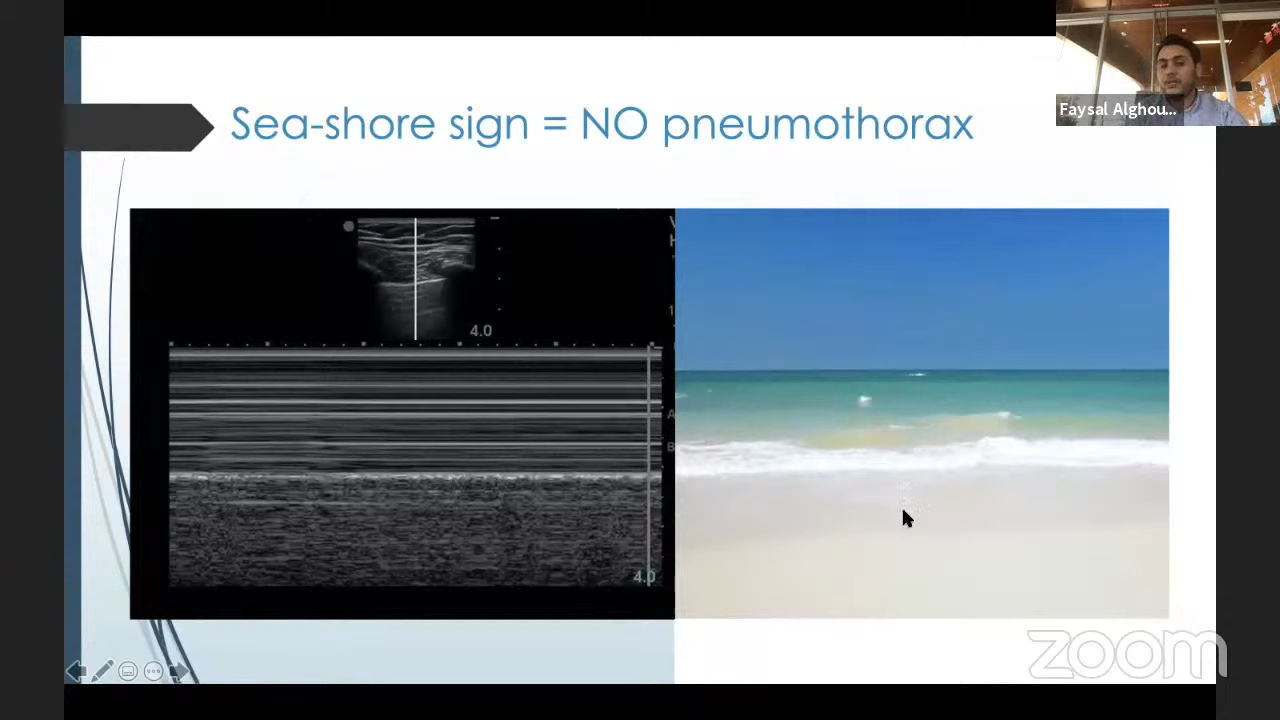 Faysal Alghou...
Sea-shore sign = NO pneumothorax
4.0
A
B
4.0
zoom